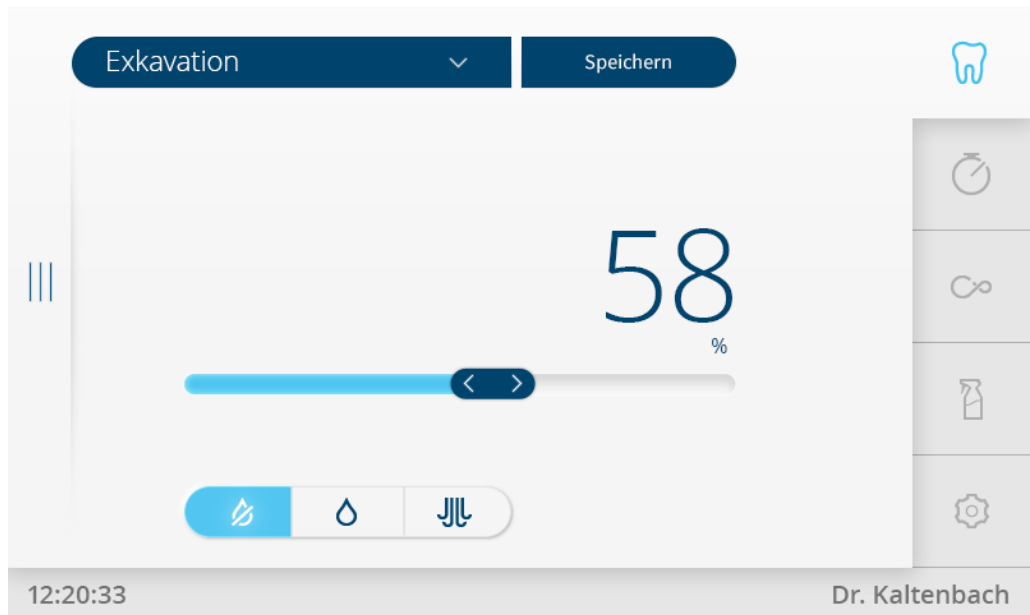 Exkavation
Speichern
58
%
12:20:33
Dr. Kaltenbach